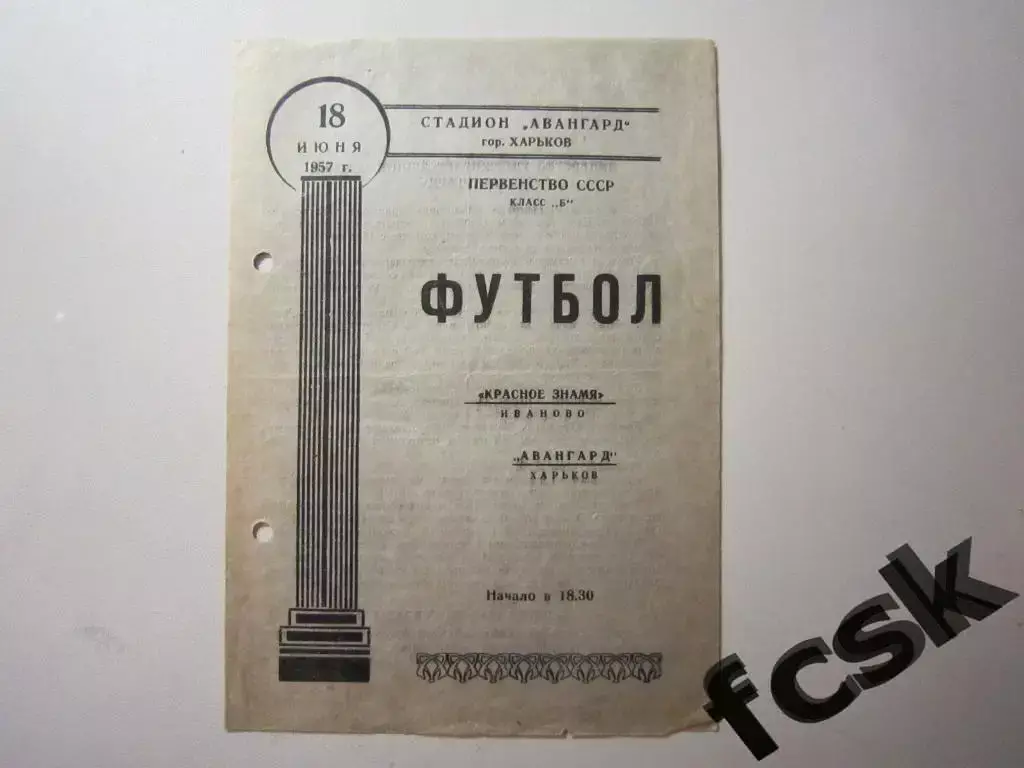 18
ИЮНЯ
1957 г.
СТАДИОН „АВАНГАРД"
гор. ХАРЬКОВ
ПЕРВЕНСТВО СССР
КЛАСС „Б"
ФУТБОЛ
«КРАСНОЕ ЗНАМЯ»
ИВАНОВО
„АВАНГАРД"
ХАРЬКОВ
Начало в 18.30
fcsk